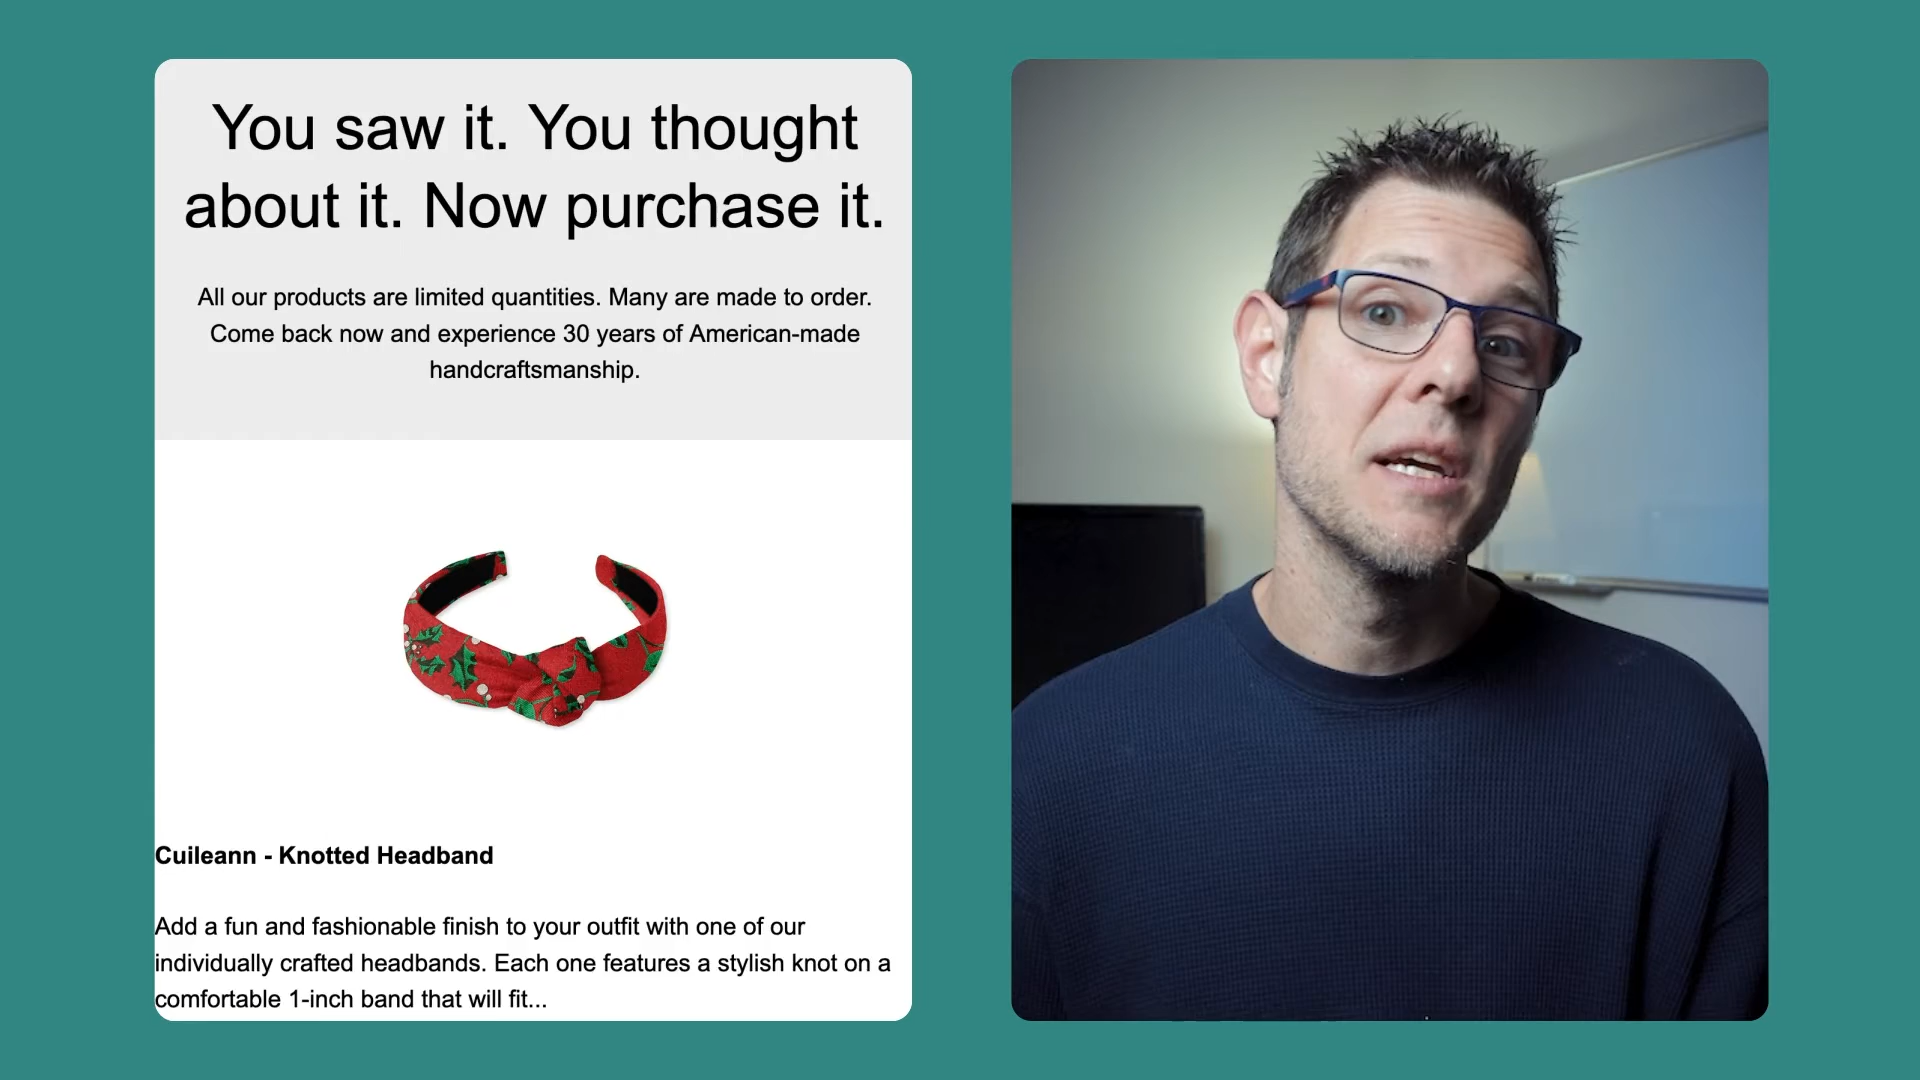 You saw it. You thought
about it. Now purchase it.
All our products are limited quantities. Many are made to order.
Come back now and experience 30 years of American-made
handcraftsmanship.
Cuileann - Knotted Headband
Add a fun and fashionable finish to your outfit with one of our
individually crafted headbands. Each one features a stylish knot on a
comfortable 1-inch band that will fit...